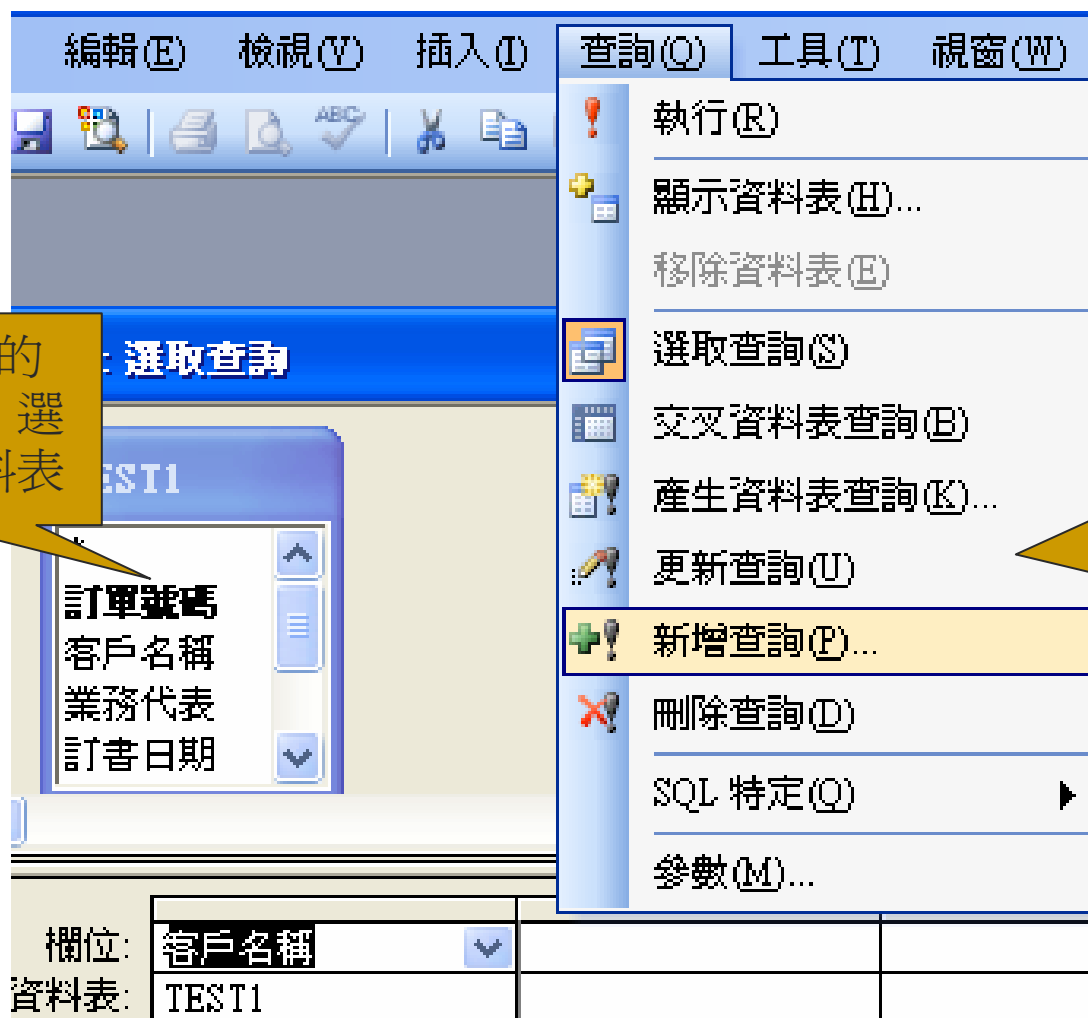 編輯(E) 檢視(V) 插入(I) 查詢(Q) 工具(T) 視窗(W)
ABC
執行(R)
顯示資料表(H)...
移除資料表(E)
選取查詢(S)
交叉資料表查詢(B)
產生資料表查詢(K)...
更新查詢(U)
新增查詢(P)...
刪除查詢(D)
SQL 特定(Q)
參數(M)...
的
選
料表
: 選取查詢
EST1
*
訂單號碼
客戶名稱
業務代表
訂書日期
欄位: 客戶名稱
資料表: TEST1